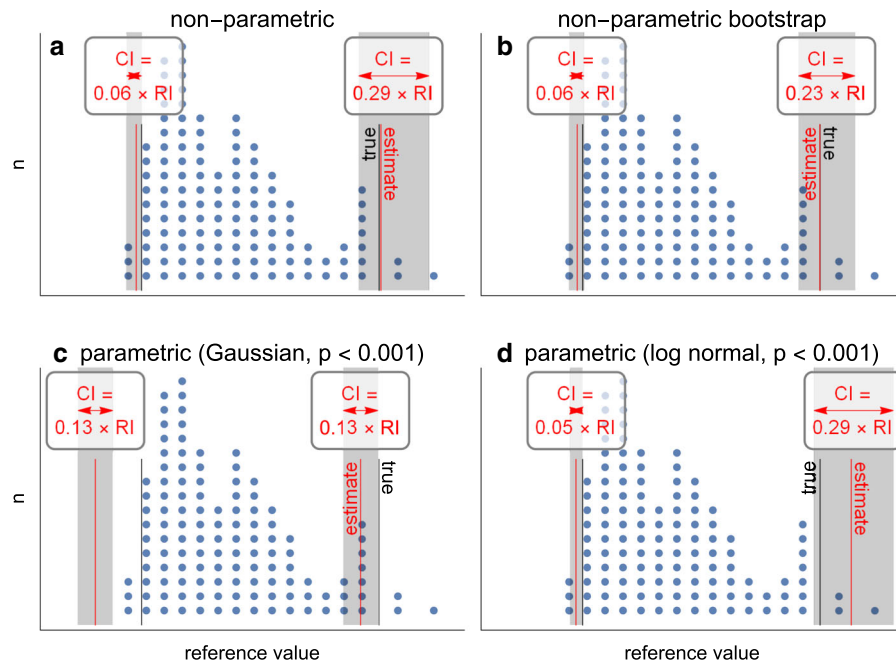 non−parametric
non−parametric bootstrap
a
CI =
0.06 × RI
CI =
0.29 × RI
true
estimate
n
b
CI =
0.06 × RI
CI =
0.23 × RI
estimate
true
c parametric (Gaussian, p < 0.001)
CI =
0.13 × RI
CI =
0.13 × RI
estimate
true
n
reference value
d parametric (log normal, p < 0.001)
CI =
0.05 × RI
CI =
0.29 × RI
true
estimate
reference value